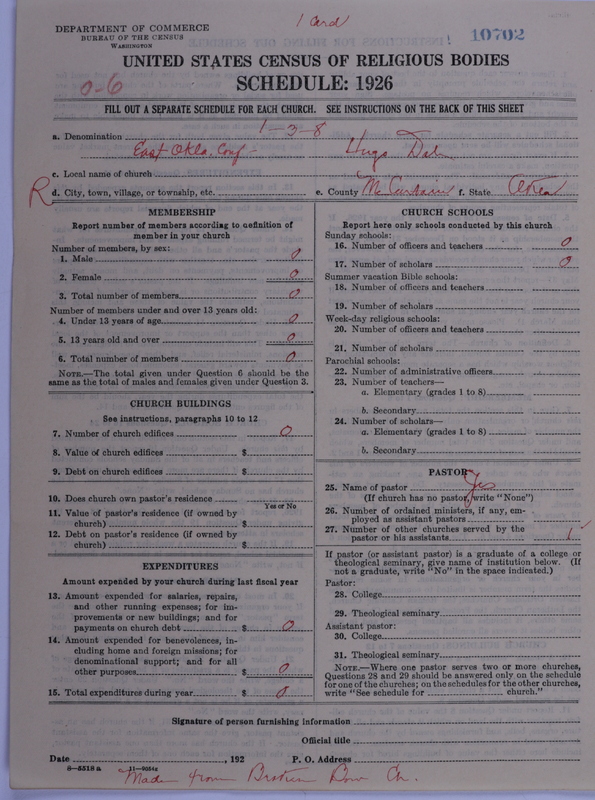 1 Card
DEPARTMENT OF COMMERCE
BUREAU OF THE CENSUS
WASHINGTON
10702
UNITED STATES CENSUS OF RELIGIOUS BODIES
0-6
SCHEDULE: 1926
FILL OUT A SEPARATE SCHEDULE FOR EACH CHURCH. SEE INSTRUCTIONS ON THE BACK OF THIS SHEET
1-3-8
a. Denomination
East Okla. Conf- Hugo
c. Local name of church
R d. City, town, village, or township, etc. e. County McCurtain f. State Okla
MEMBERSHIP
Report number of members according to definition of
member in your church
Number of members, by sex:
1. Male 0
2. Female 0
3. Total number of members 0
Number of members under and over 13 years old:
4. Under 13 years of age 0
5. 13 years old and over 0
6. Total number of members 0
NOTE.—The total given under Question 6 should be the
same as the total of males and females given under Question 3.
CHURCH BUILDINGS
See instructions, paragraphs 10 to 12
7. Number of church edifices 0
8. Value of church edifices $
9. Debt on church edifices $
10. Does church own pastor's residence
Yes or No
11. Value of pastor's residence (if owned by
church) $
12. Debt on pastor's residence (if owned by
church) $
EXPENDITURES
Amount expended by your church during last fiscal year
13. Amount expended for salaries, repairs,
and other running expenses; for im-
provements or new buildings; and for
payments on church debt $ 0
14. Amount expended for benevolences, in-
cluding home and foreign missions; for
denominational support; and for all
other purposes $ 0
15. Total expenditures during year $ 0
CHURCH SCHOOLS
Report here only schools conducted by this church
Sunday schools:
16. Number of officers and teachers 0
17. Number of scholars 0
Summer vacation Bible schools:
18. Number of officers and teachers
19. Number of scholars
Week-day religious schools:
20. Number of officers and teachers
21. Number of scholars
Parochial schools:
22. Number of administrative officers
23. Number of teachers—
a. Elementary (grades 1 to 8)
b. Secondary
24. Number of scholars—
a. Elementary (grades 1 to 8)
b. Secondary
PASTOR
25. Name of pastor Yes
(If church has no pastor, write "None")
26. Number of ordained ministers, if any, em-
ployed as assistant pastors
27. Number of other churches served by the
pastor or his assistants 1
If pastor (or assistant pastor) is a graduate of a college or
theological seminary, give name of institution below. (If
not a graduate, write "No" in the space indicated.)
Pastor:
28. College
29. Theological seminary
Assistant pastor:
30. College
31. Theological seminary
NOTE.—Where one pastor serves two or more churches,
Questions 28 and 29 should be answered only on the schedule
for one of the churches; on the schedules for the other churches,
write "See schedule for church."
Signature of person furnishing information
Official title
Date , 192 P. O. Address
8-5518 a
Made from Broken Bow Ch.